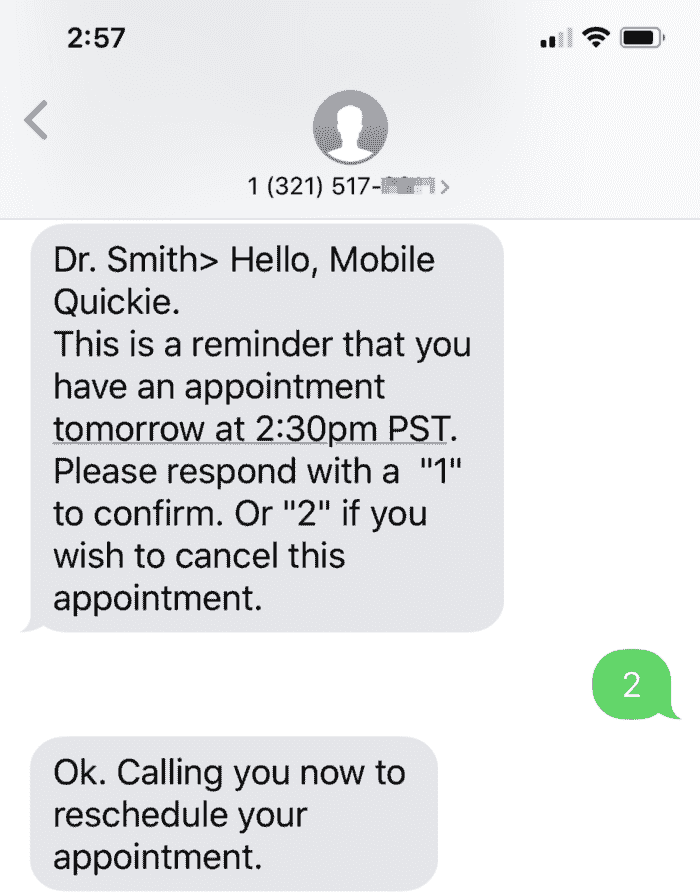 2:57
1 (321) 517-
Dr. Smith> Hello, Mobile
Quickie.
This is a reminder that you
have an appointment
tomorrow at 2:30pm PST.
Please respond with a  "1"
to confirm. Or "2" if you
wish to cancel this
appointment.
2
Ok. Calling you now to
reschedule your
appointment.